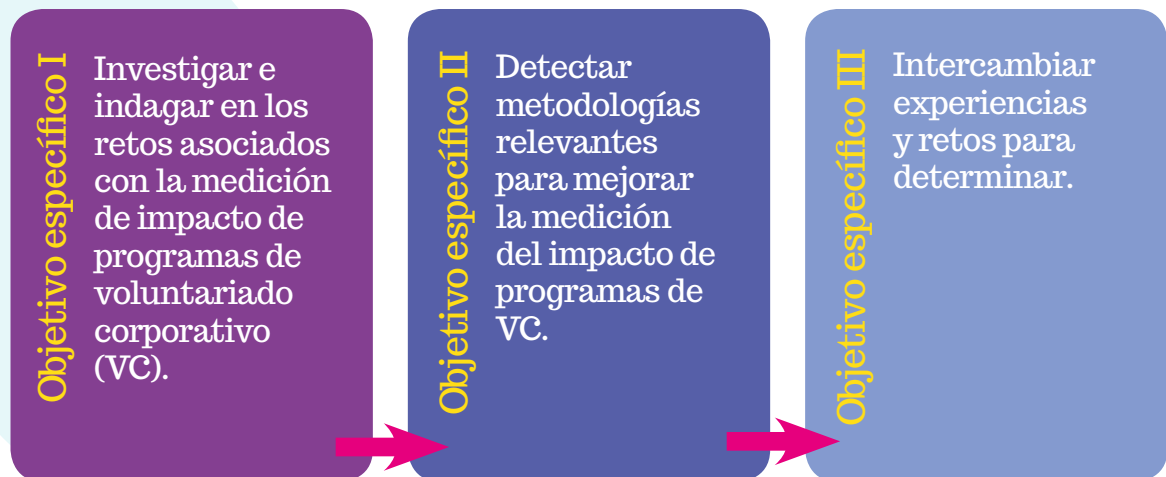 Objetivo específico I
Investigar e
indagar en los
retos asociados
con la medición
de impacto de
programas de
voluntariado
corporativo
(VC).
Objetivo específico II
Detectar
metodologías
relevantes
para mejorar
la medición
del impacto de
programas de
VC.
Objetivo específico III
Intercambiar
experiencias
y retos para
determinar.